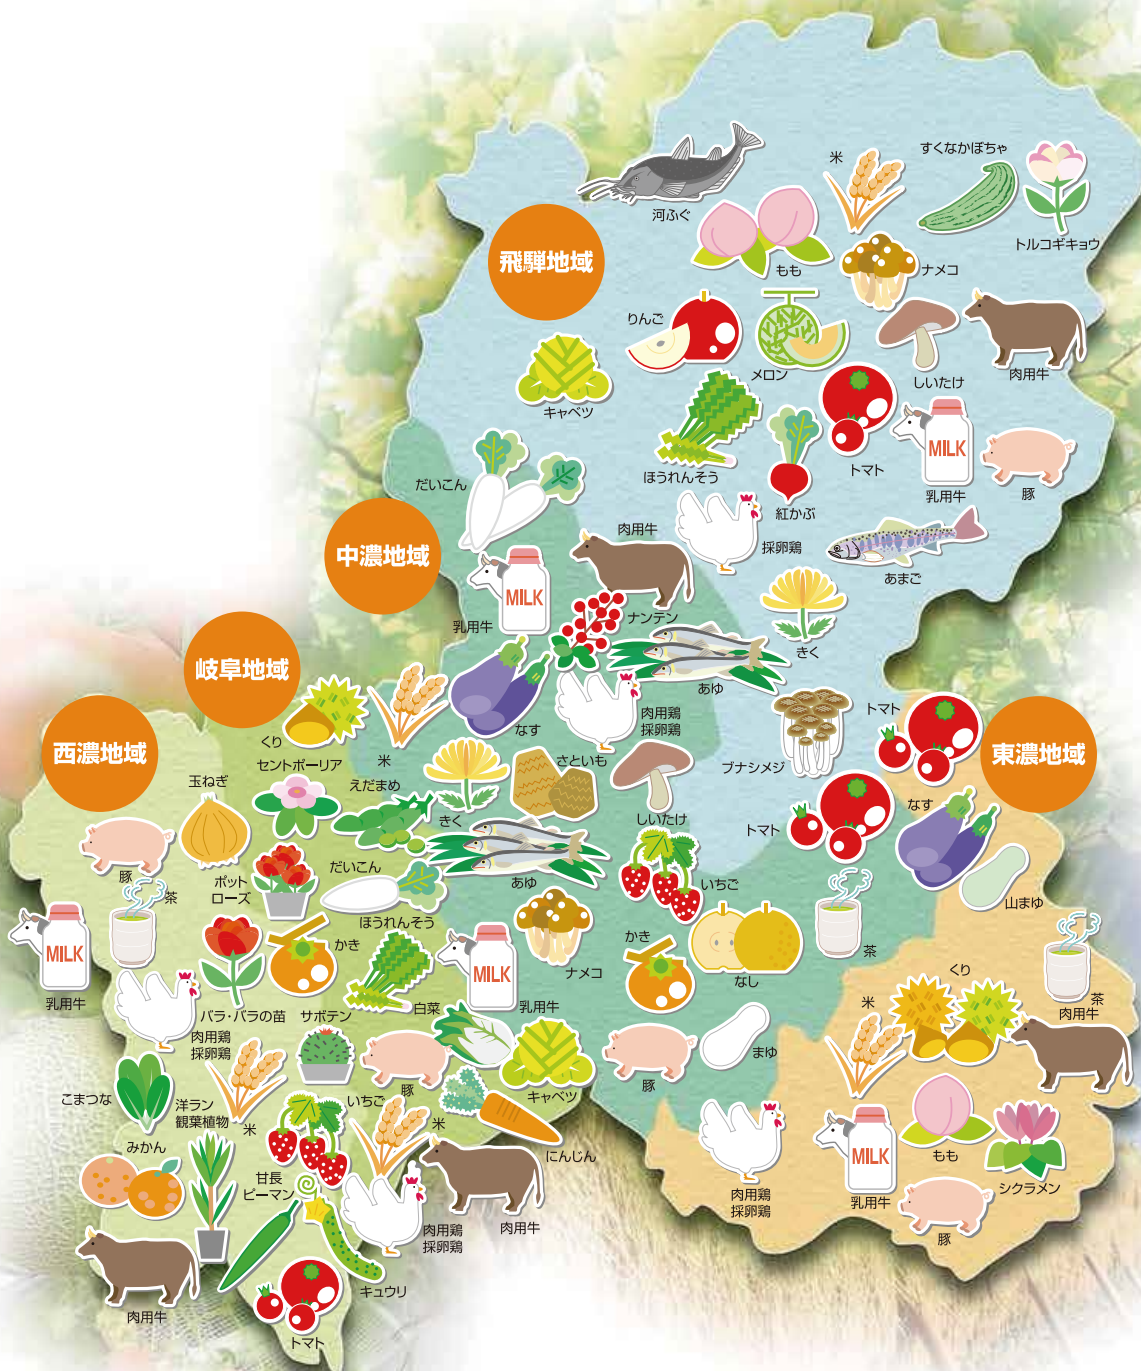 すくなかぼちゃ
米
河ふぐ
トルコギキョウ
飛騨地域
もも
ナメコ
りんご
メロン
しいたけ
肉用牛
キャベツ
MILK
トマト
ほうれんそう
だいこん
乳用牛
豚
紅かぶ
肉用牛
採卵鶏
中濃地域
あまご
MILK
乳用牛
ナンテン
きく
岐阜地域
あゆ
なす
肉用鶏
採卵鶏
くり
米
さといも
ブナシメジ
トマト
東濃地域
西濃地域
セントポーリア
玉ねぎ
えだまめ
きく
しいたけ
トマト
なす
豚
ポット
ローズ
だいこん
あゆ
いちご
山まゆ
茶
ほうれんそう
かき
かき
茶
MILK
乳用牛
MILK
ナメコ
なし
くり
バラ・バラの苗
サボテン
白菜
乳用牛
米
茶
肉用牛
肉用鶏
採卵鶏
豚
キャベツ
豚
まゆ
こまつな
洋ラン
観葉植物
米
いちご
米
みかん
にんじん
もも
MILK
甘長
ピーマン
シクラメン
肉用鶏
採卵鶏
乳用牛
肉用鶏
採卵鶏
肉用牛
豚
キュウリ
肉用牛
トマト